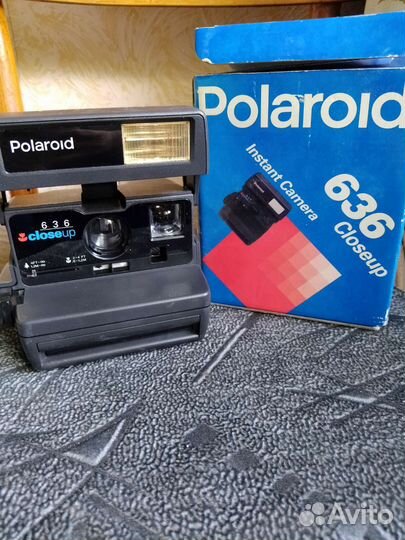 Polaroid
636
closeup
Polaroid
Instant Camera
636
Closeup
Avito